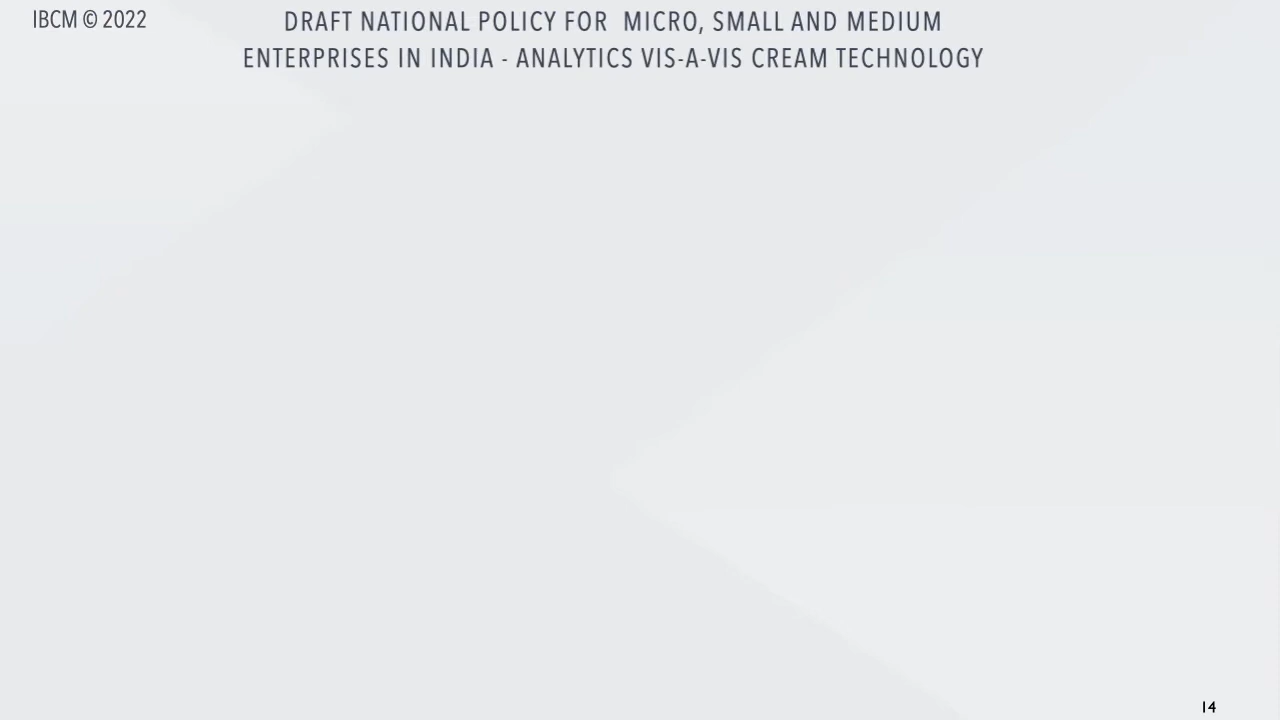 IBCM © 2022
DRAFT NATIONAL POLICY FOR MICRO, SMALL AND MEDIUM
ENTERPRISES IN INDIA - ANALYTICS VIS-A-VIS CREAM TECHNOLOGY
14